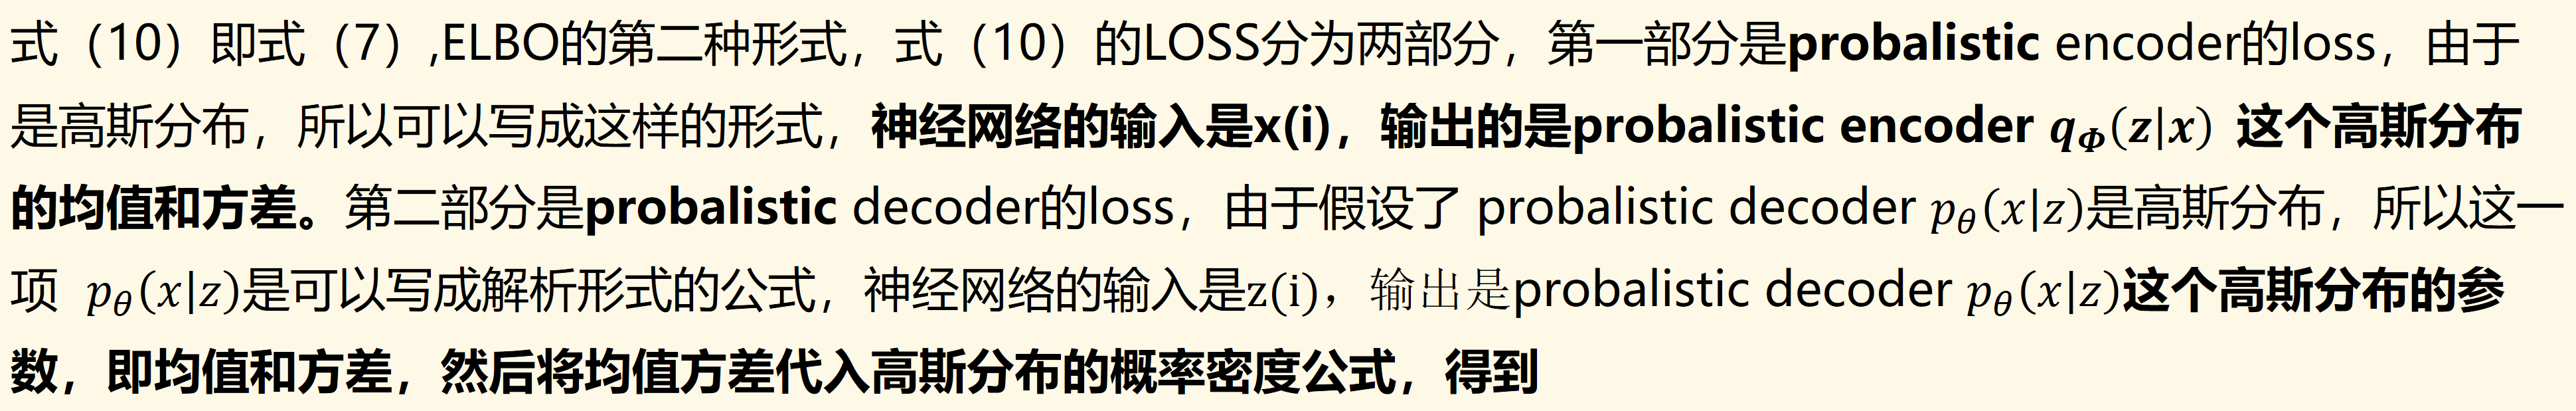 式（10）即式（7）,ELBO的第二种形式，式（10）的LOSS分为两部分，第一部分是probalistic encoder的loss，由于
是高斯分布，所以可以写成这样的形式，神经网络的输入是x(i)，输出的是probalistic encoder q_Φ(z|x) 这个高斯分布
的均值和方差。第二部分是probalistic decoder的loss，由于假设了 probalistic decoder p_θ(x|z)是高斯分布，所以这一
项 p_θ(x|z)是可以写成解析形式的公式，神经网络的输入是z(i)，输出是probalistic decoder p_θ(x|z)这个高斯分布的参
数，即均值和方差，然后将均值方差代入高斯分布的概率密度公式，得到